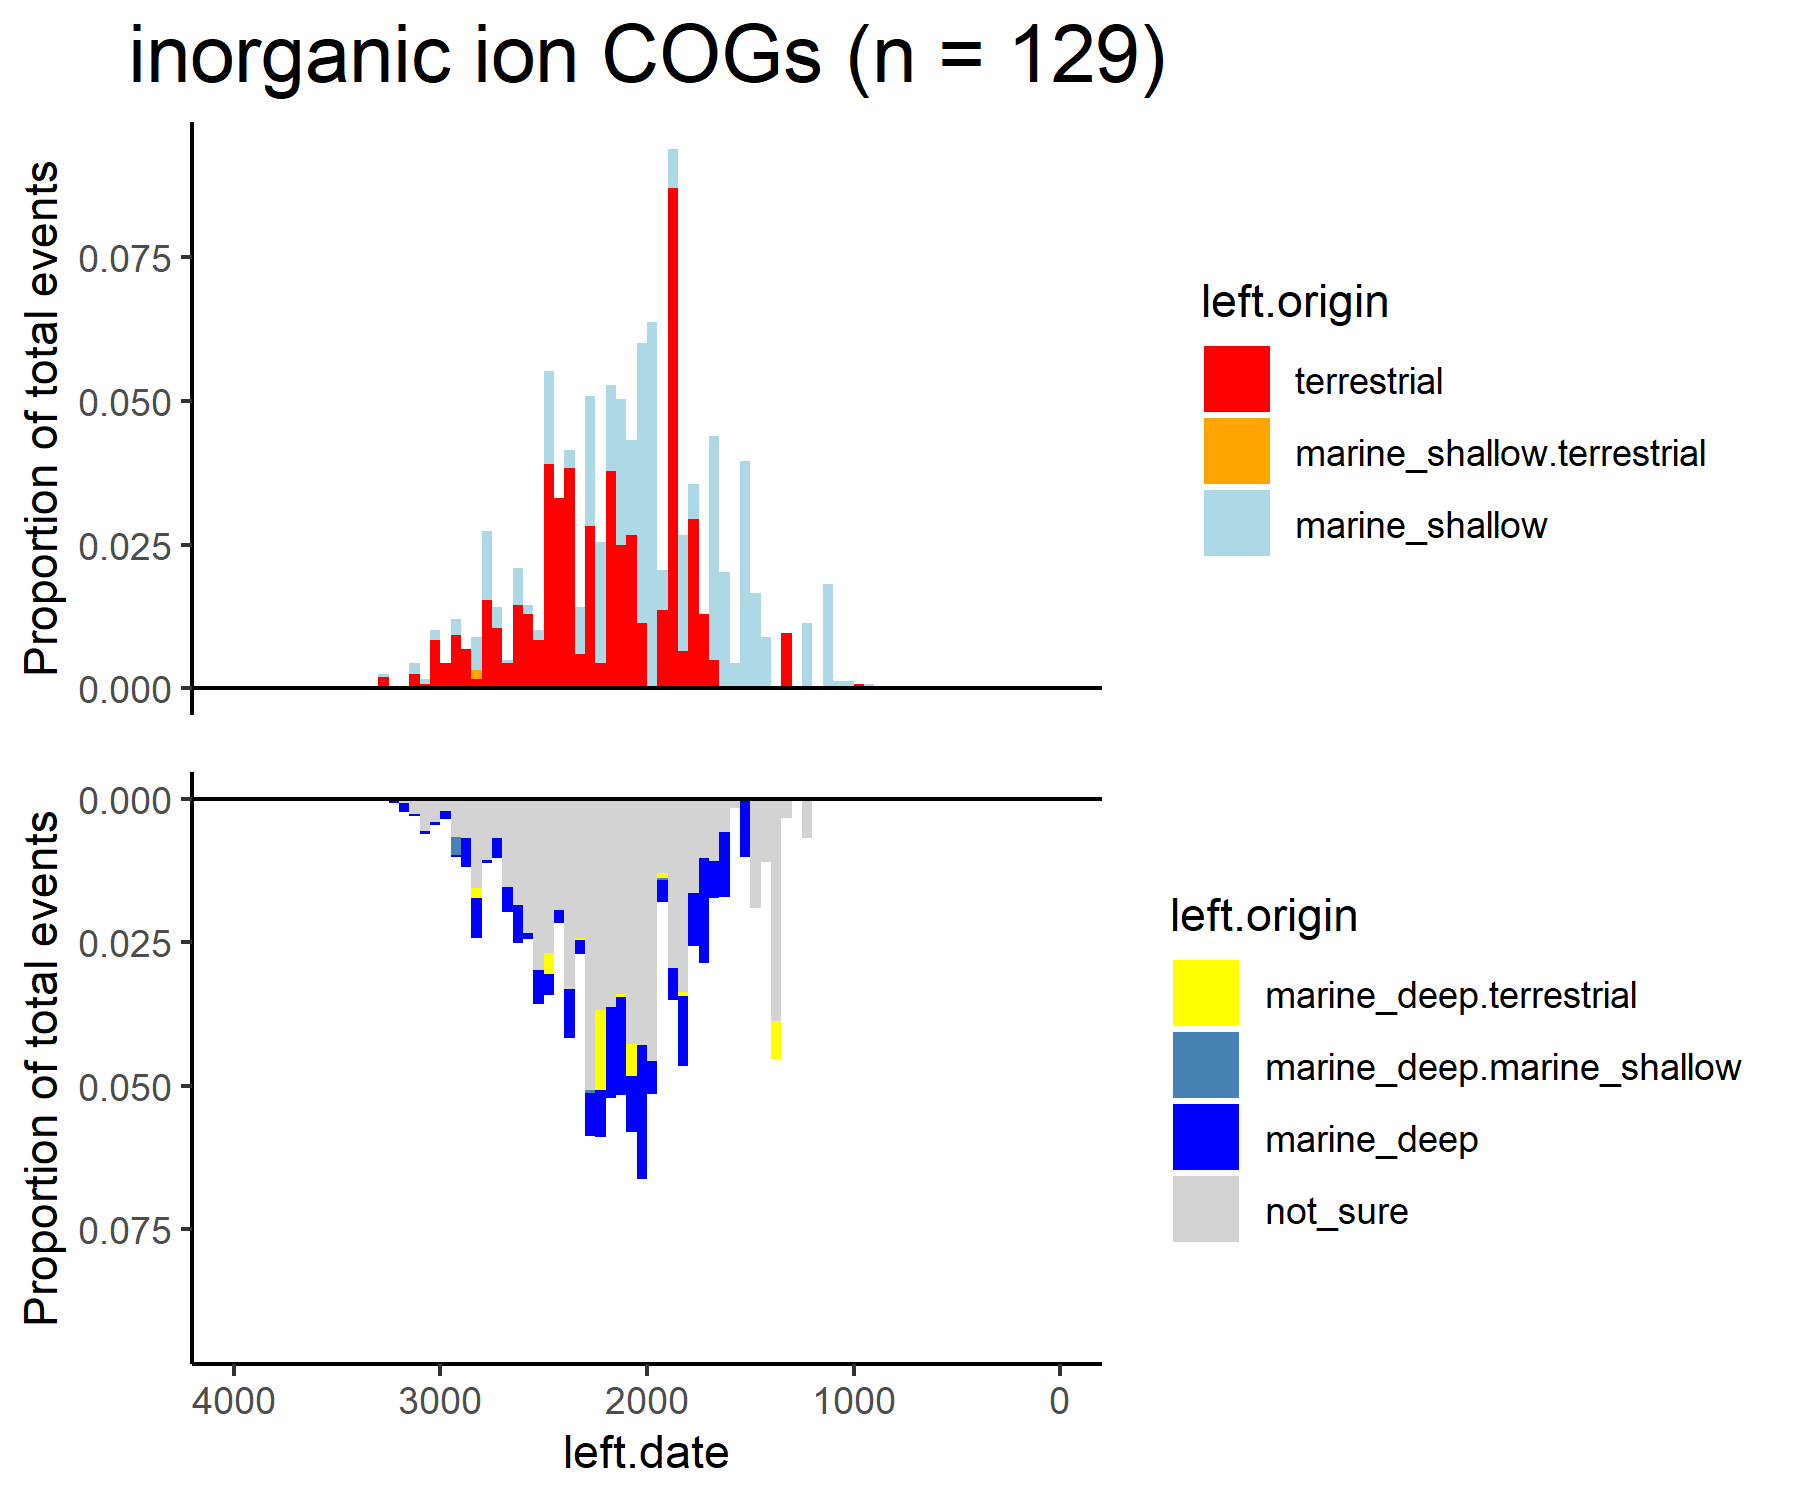 inorganic ion COGs (n = 129)
Proportion of total events
0.075
0.050
0.025
0.000
left.origin
terrestrial
marine_shallow.terrestrial
marine_shallow
Proportion of total events
0.000
0.025
0.050
0.075
left.origin
marine_deep.terrestrial
marine_deep.marine_shallow
marine_deep
not_sure
4000 3000 2000 1000 0
left.date